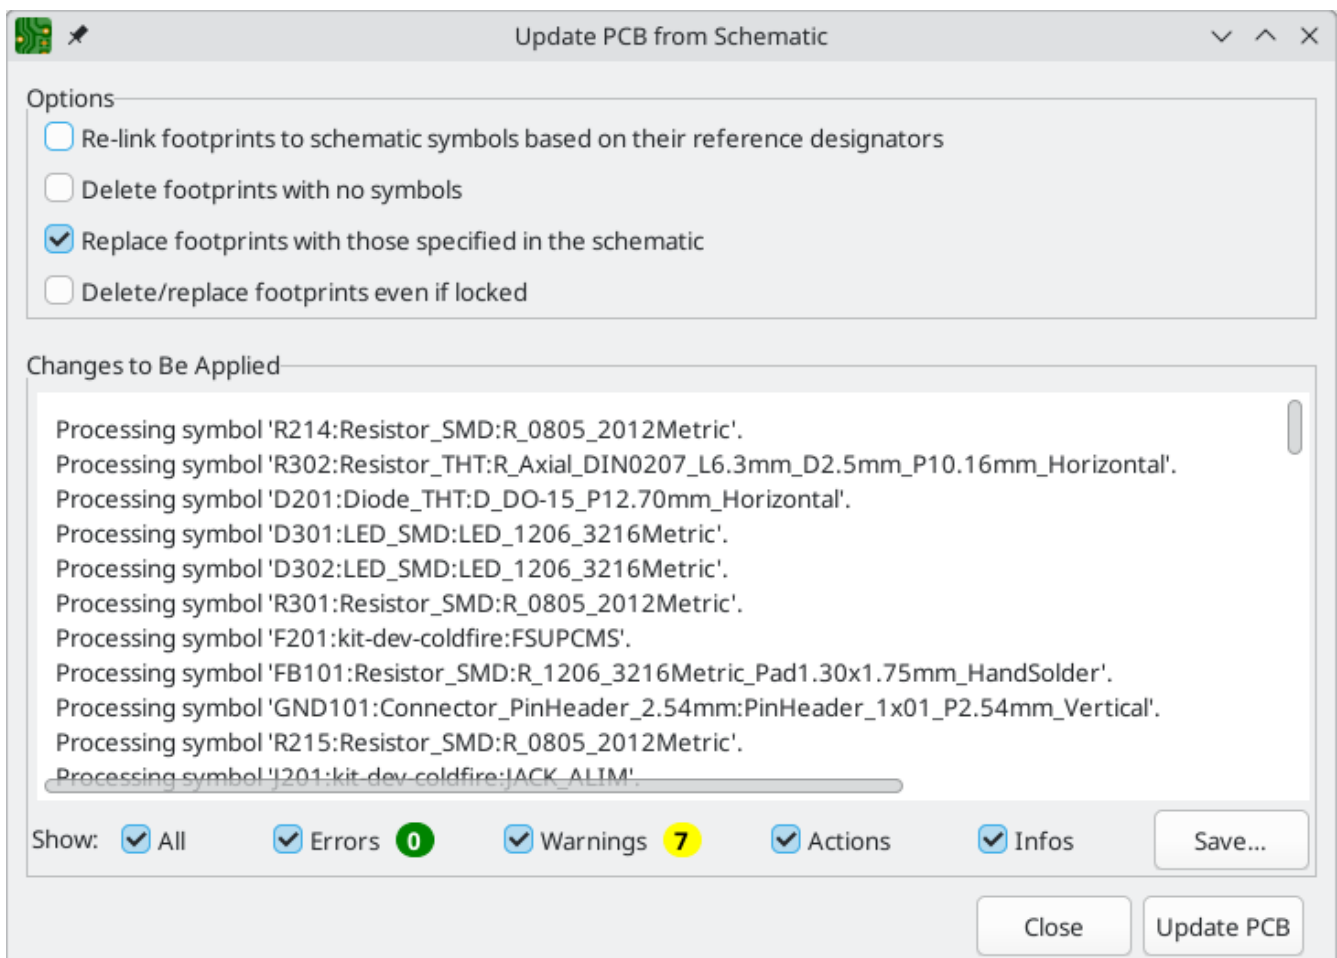 Update PCB from Schematic
Options
Re-link footprints to schematic symbols based on their reference designators
Delete footprints with no symbols
Replace footprints with those specified in the schematic
Delete/replace footprints even if locked
Changes to Be Applied
Processing symbol 'R214:Resistor_SMD:R_0805_2012Metric'.
Processing symbol 'R302:Resistor_THT:R_Axial_DIN0207_L6.3mm_D2.5mm_P10.16mm_Horizontal'.
Processing symbol 'D201:Diode_THT:D_DO-15_P12.70mm_Horizontal'.
Processing symbol 'D301:LED_SMD:LED_1206_3216Metric'.
Processing symbol 'D302:LED_SMD:LED_1206_3216Metric'.
Processing symbol 'R301:Resistor_SMD:R_0805_2012Metric'.
Processing symbol 'F201:kit-dev-coldfire:FSUPCMS'.
Processing symbol 'FB101:Resistor_SMD:R_1206_3216Metric_Pad1.30x1.75mm_HandSolder'.
Processing symbol 'GND101:Connector_PinHeader_2.54mm:PinHeader_1x01_P2.54mm_Vertical'.
Processing symbol 'R215:Resistor_SMD:R_0805_2012Metric'.
Processing symbol 'J201:kit-dev-coldfire:JACK_ALIM'.
Show: All Errors 0 Warnings 7 Actions Infos Save...
Close Update PCB